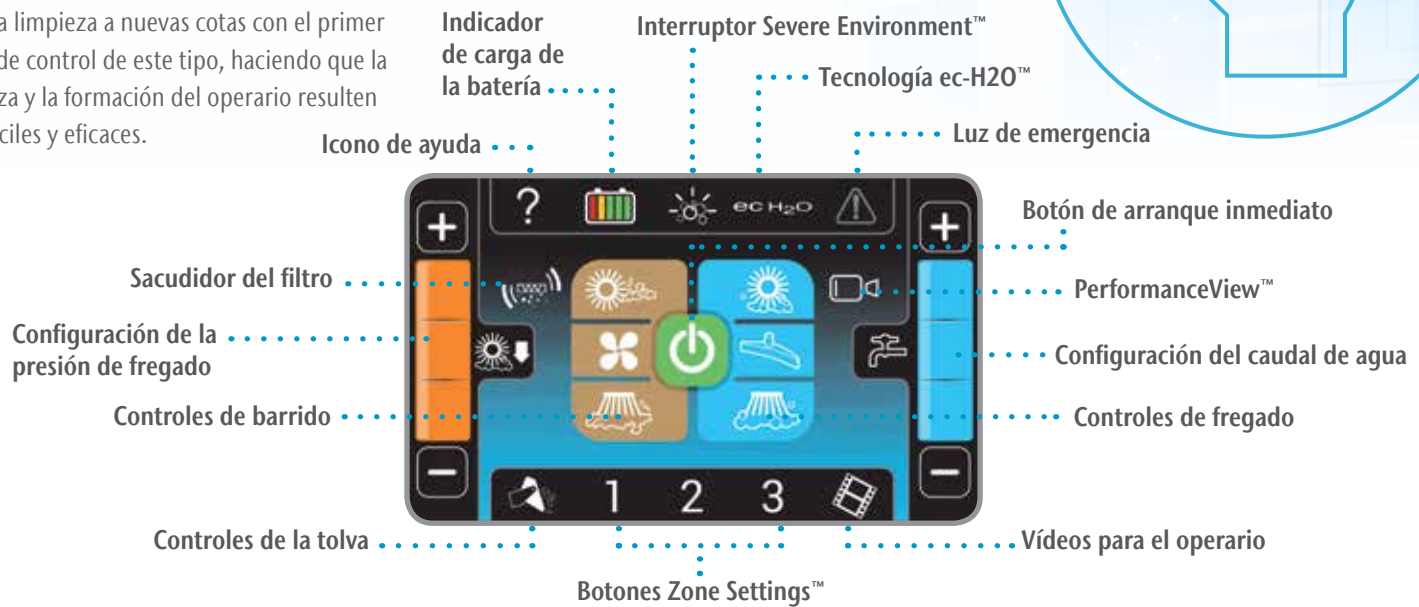 a limpieza a nuevas cotas con el primer
de control de este tipo, haciendo que la
za y la formación del operario resulten
ciles y eficaces.
Indicador
de carga de
la batería
Interruptor Severe Environment™
Tecnología ec-H2O™
Icono de ayuda
Luz de emergencia
? ec H2O
+ +
Botón de arranque inmediato
Sacudidor del filtro
PerformanceView™
Configuración de la
presión de fregado
Configuración del caudal de agua
Controles de barrido
Controles de fregado
− −
1 2 3
Controles de la tolva
Vídeos para el operario
Botones Zone Settings™